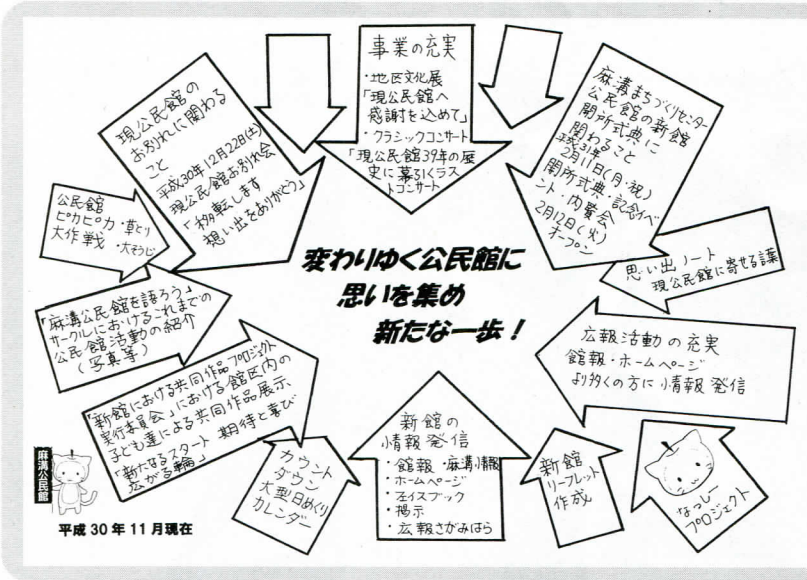 事業の充実
・地区文化展
「現公民館へ
感謝を込めて」
・クラシックコンサート
「現公民館39年の歴
史に幕引くラス
トコンサート
現公民館の
お別れに関わる
こと
平成30年12月22日(土)
現公民館お別れ会
「移転します
想い出をありがとう」
麻溝まちづくりセンター
公民館の新館
開所式典に
関わること
平成31年
2月11日(月・祝)
開所式典・記念イベ
ント・内覧会
2月12日(火)
オープン
公民館
ピカピカ・草とり
大作戦・大そうじ
思い出ノート
現公民館に寄せる言葉
変わりゆく公民館に
思いを集め
新たな一歩！
「麻溝公民館を語ろう」
サークルにおけるこれまでの
公民館活動の紹介
(写真等)
広報活動の充実
館報・ホームページ
より多くの方に情報発信
「新館における共同作品プロジェクト
実行委員会」における館区内の
子ども達による共同作品展示
「新たなるスタート 期待と喜び
広がる輪」
カウント
ダウン
大型日めくり
カレンダー
新館の
情報発信
・館報・麻溝情報
・ホームページ
・フェイスブック
・掲示
・広報さがみはら
新館
リーフレット
作成
なっしー
プロジェクト
麻溝公民館
平成30年11月現在